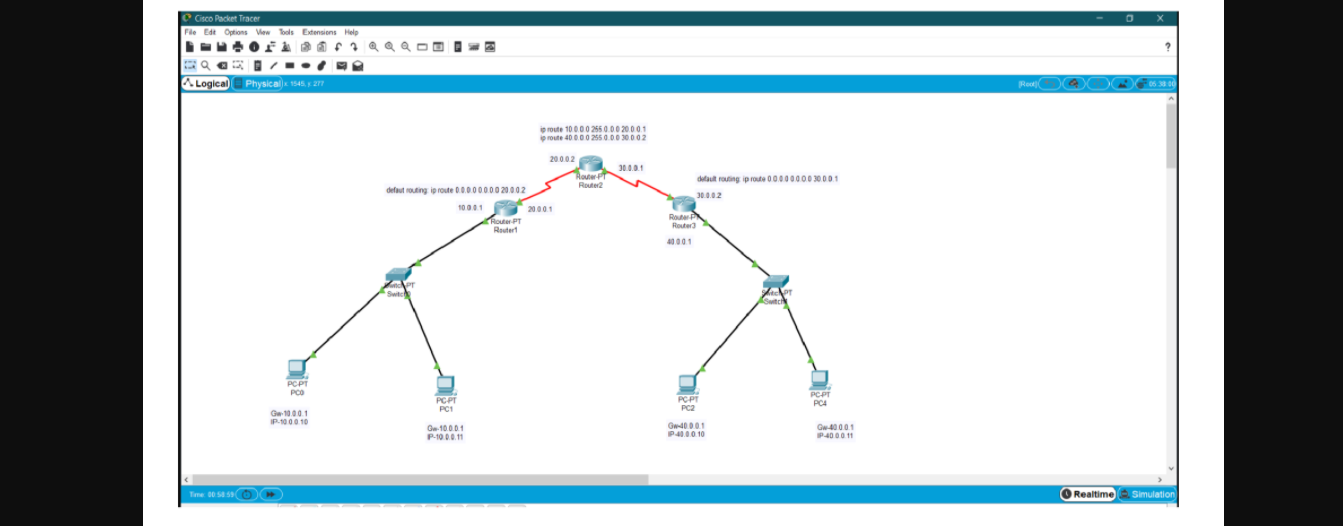 Cisco Packet Tracer
File Edit Options View Tools Extensions Help
?
Logical Physical x: 1545, y: 277 [Root] 05:39:00
ip route 10.0.0.0 255.0.0.0 20.0.0.1
ip route 40.0.0.0 255.0.0.0 30.0.0.2
20.0.0.2
30.0.0.1
Router-PT
Router2
defaut routing: ip route 0.0.0.0 0.0.0.0 20.0.0.2
default routing: ip route 0.0.0.0 0.0.0.0 30.0.0.1
30.0.0.2
10.0.0.1
20.0.0.1
Router-PT
Router1
Router-PT
Router3
40.0.0.1
Switch-PT
Switch0
Switch-PT
PC-PT
PC0
PC-PT
PC1
PC-PT
PC2
PC-PT
PC4
Gw-10.0.0.1
IP-10.0.0.10
Gw-10.0.0.1
IP-10.0.0.11
Gw-40.0.0.1
IP-40.0.0.10
Gw-40.0.0.1
IP-40.0.0.11
Time: 00:58:59
Realtime Simulation